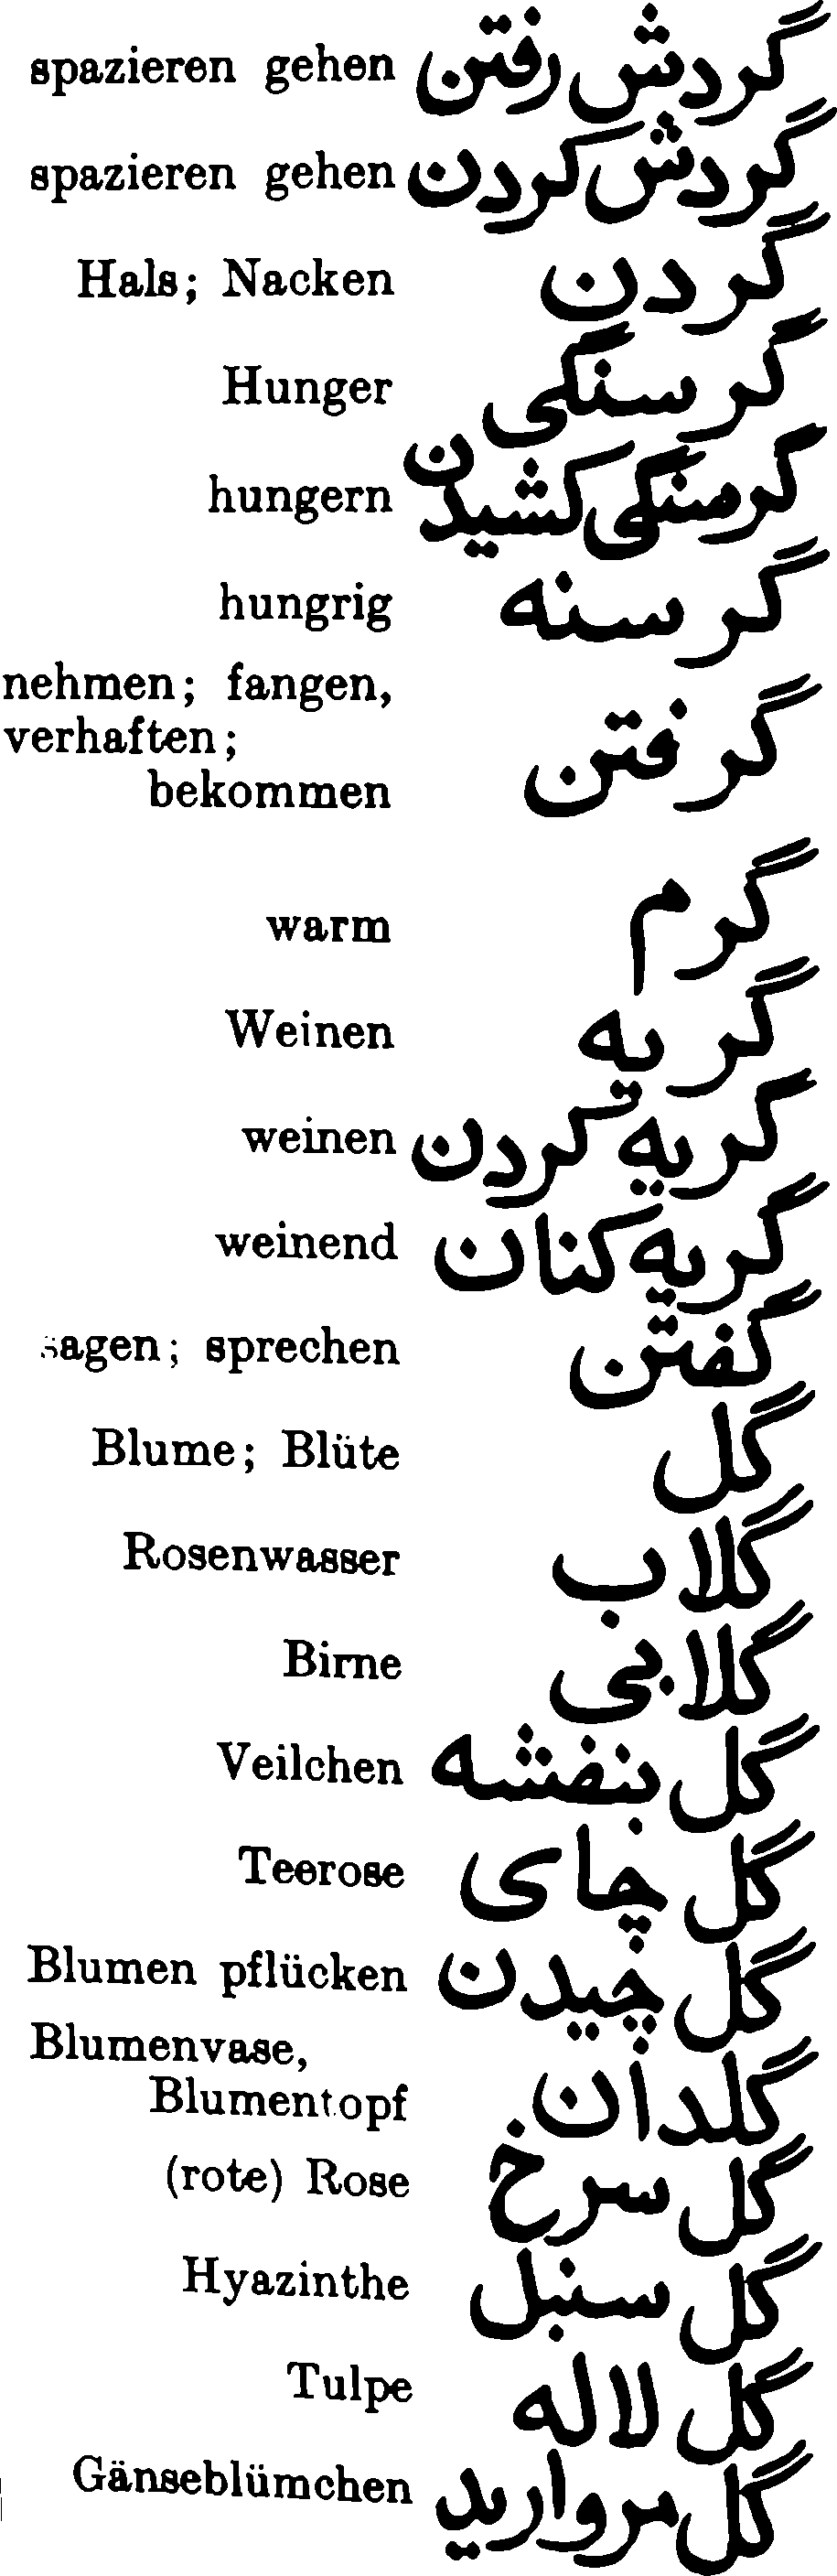 spazieren gehen گردش رفتن
spazieren gehen گردش کردن
Hals; Nacken گردن
Hunger گرسنگی
hungern گرسنگی کشیدن
hungrig گرسنه
nehmen; fangen,
verhaften;
bekommen گرفتن
warm گرم
Weinen گریه
weinen گریه کردن
weinend گریه کنان
sagen; sprechen گفتن
Blume; Blüte گل
Rosenwasser گلاب
Birne گلابی
Veilchen گل بنفشه
Teerose گل چای
Blumen pflücken گل چیدن
Blumenvase,
Blumentopf گلدان
(rote) Rose گل سرخ
Hyazinthe گل سنبل
Tulpe گل لاله
Gänseblümchen گل مروارید